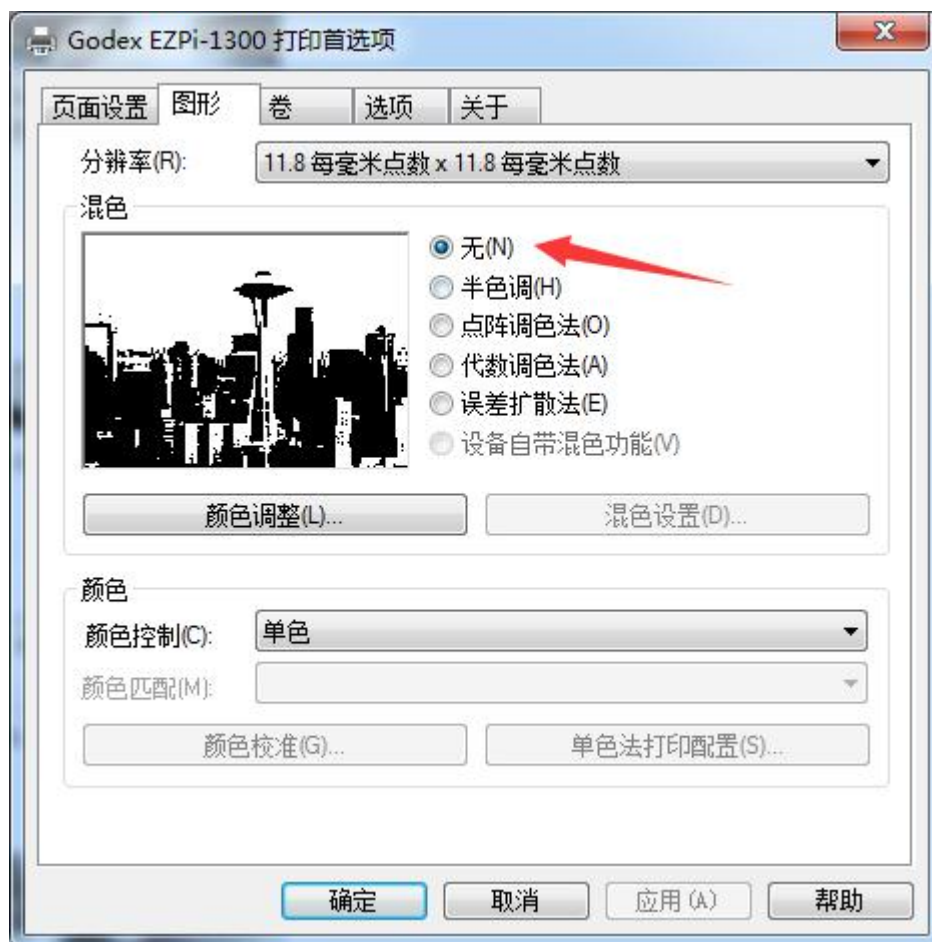 Godex EZPi-1300 打印首选项
页面设置 图形 卷 选项 关于
分辨率(R): 11.8 每毫米点数 x 11.8 每毫米点数
混色
无(N)
半色调(H)
点阵调色法(O)
代数调色法(A)
误差扩散法(E)
设备自带混色功能(V)
颜色调整(L)... 混色设置(D)...
颜色
颜色控制(C): 单色
颜色匹配(M):
颜色校准(G)... 单色法打印配置(S)...
确定 取消 应用(A) 帮助